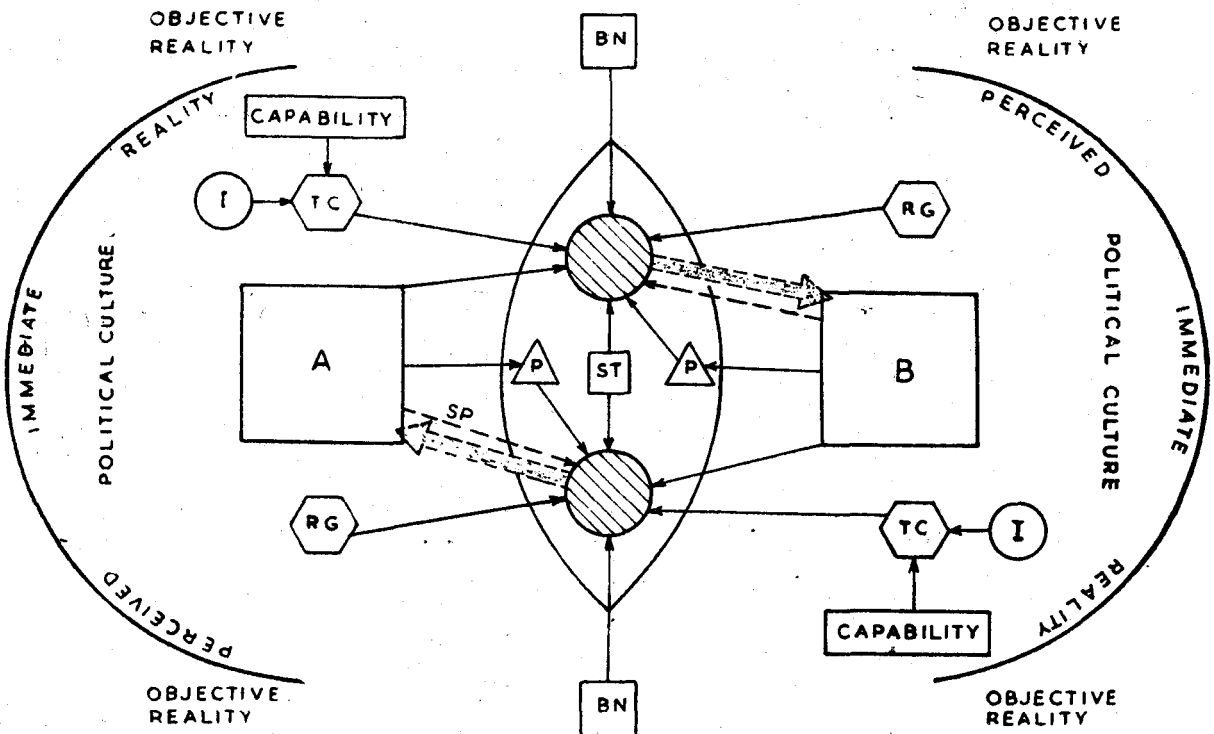 OBJECTIVE
REALITY
BN
OBJECTIVE
REALITY
REALITY
CAPABILITY
PERCEIVED
I
TC
RG
POLITICAL CULTURE
POLITICAL CULTURE
IMMEDIATE
IMMEDIATE
A
P
ST
P
B
SP
RG
TC
I
PERCEIVED
REALITY
CAPABILITY
OBJECTIVE
REALITY
BN
OBJECTIVE
REALITY